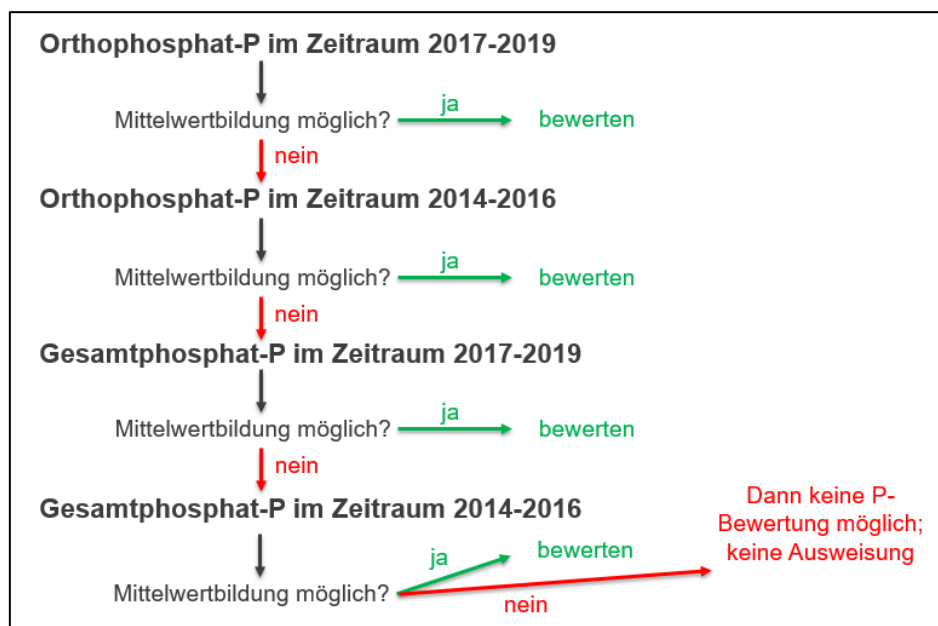 Orthophosphat-P im Zeitraum 2017-2019
ja
Mittelwertbildung möglich?
bewerten
nein
Orthophosphat-P im Zeitraum 2014-2016
ja
Mittelwertbildung möglich?
bewerten
nein
Gesamtphosphat-P im Zeitraum 2017-2019
ja
Mittelwertbildung möglich?
bewerten
nein
Gesamtphosphat-P im Zeitraum 2014-2016
ja
bewerten
Mittelwertbildung möglich?
nein
Dann keine P-
Bewertung möglich;
keine Ausweisung